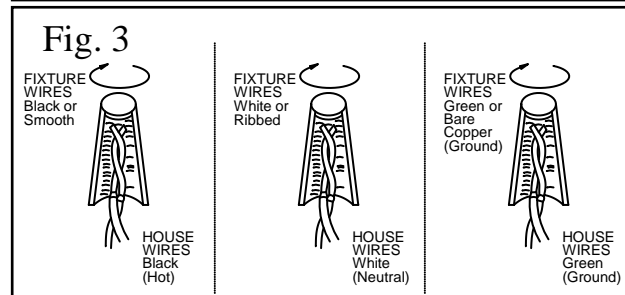 Fig. 3
FIXTURE
WIRES
Black or
Smooth
HOUSE
WIRES
Black
(Hot)
FIXTURE
WIRES
White or
Ribbed
HOUSE
WIRES
White
(Neutral)
FIXTURE
WIRES
Green or
Bare
Copper
(Ground)
HOUSE
WIRES
Green
(Ground)